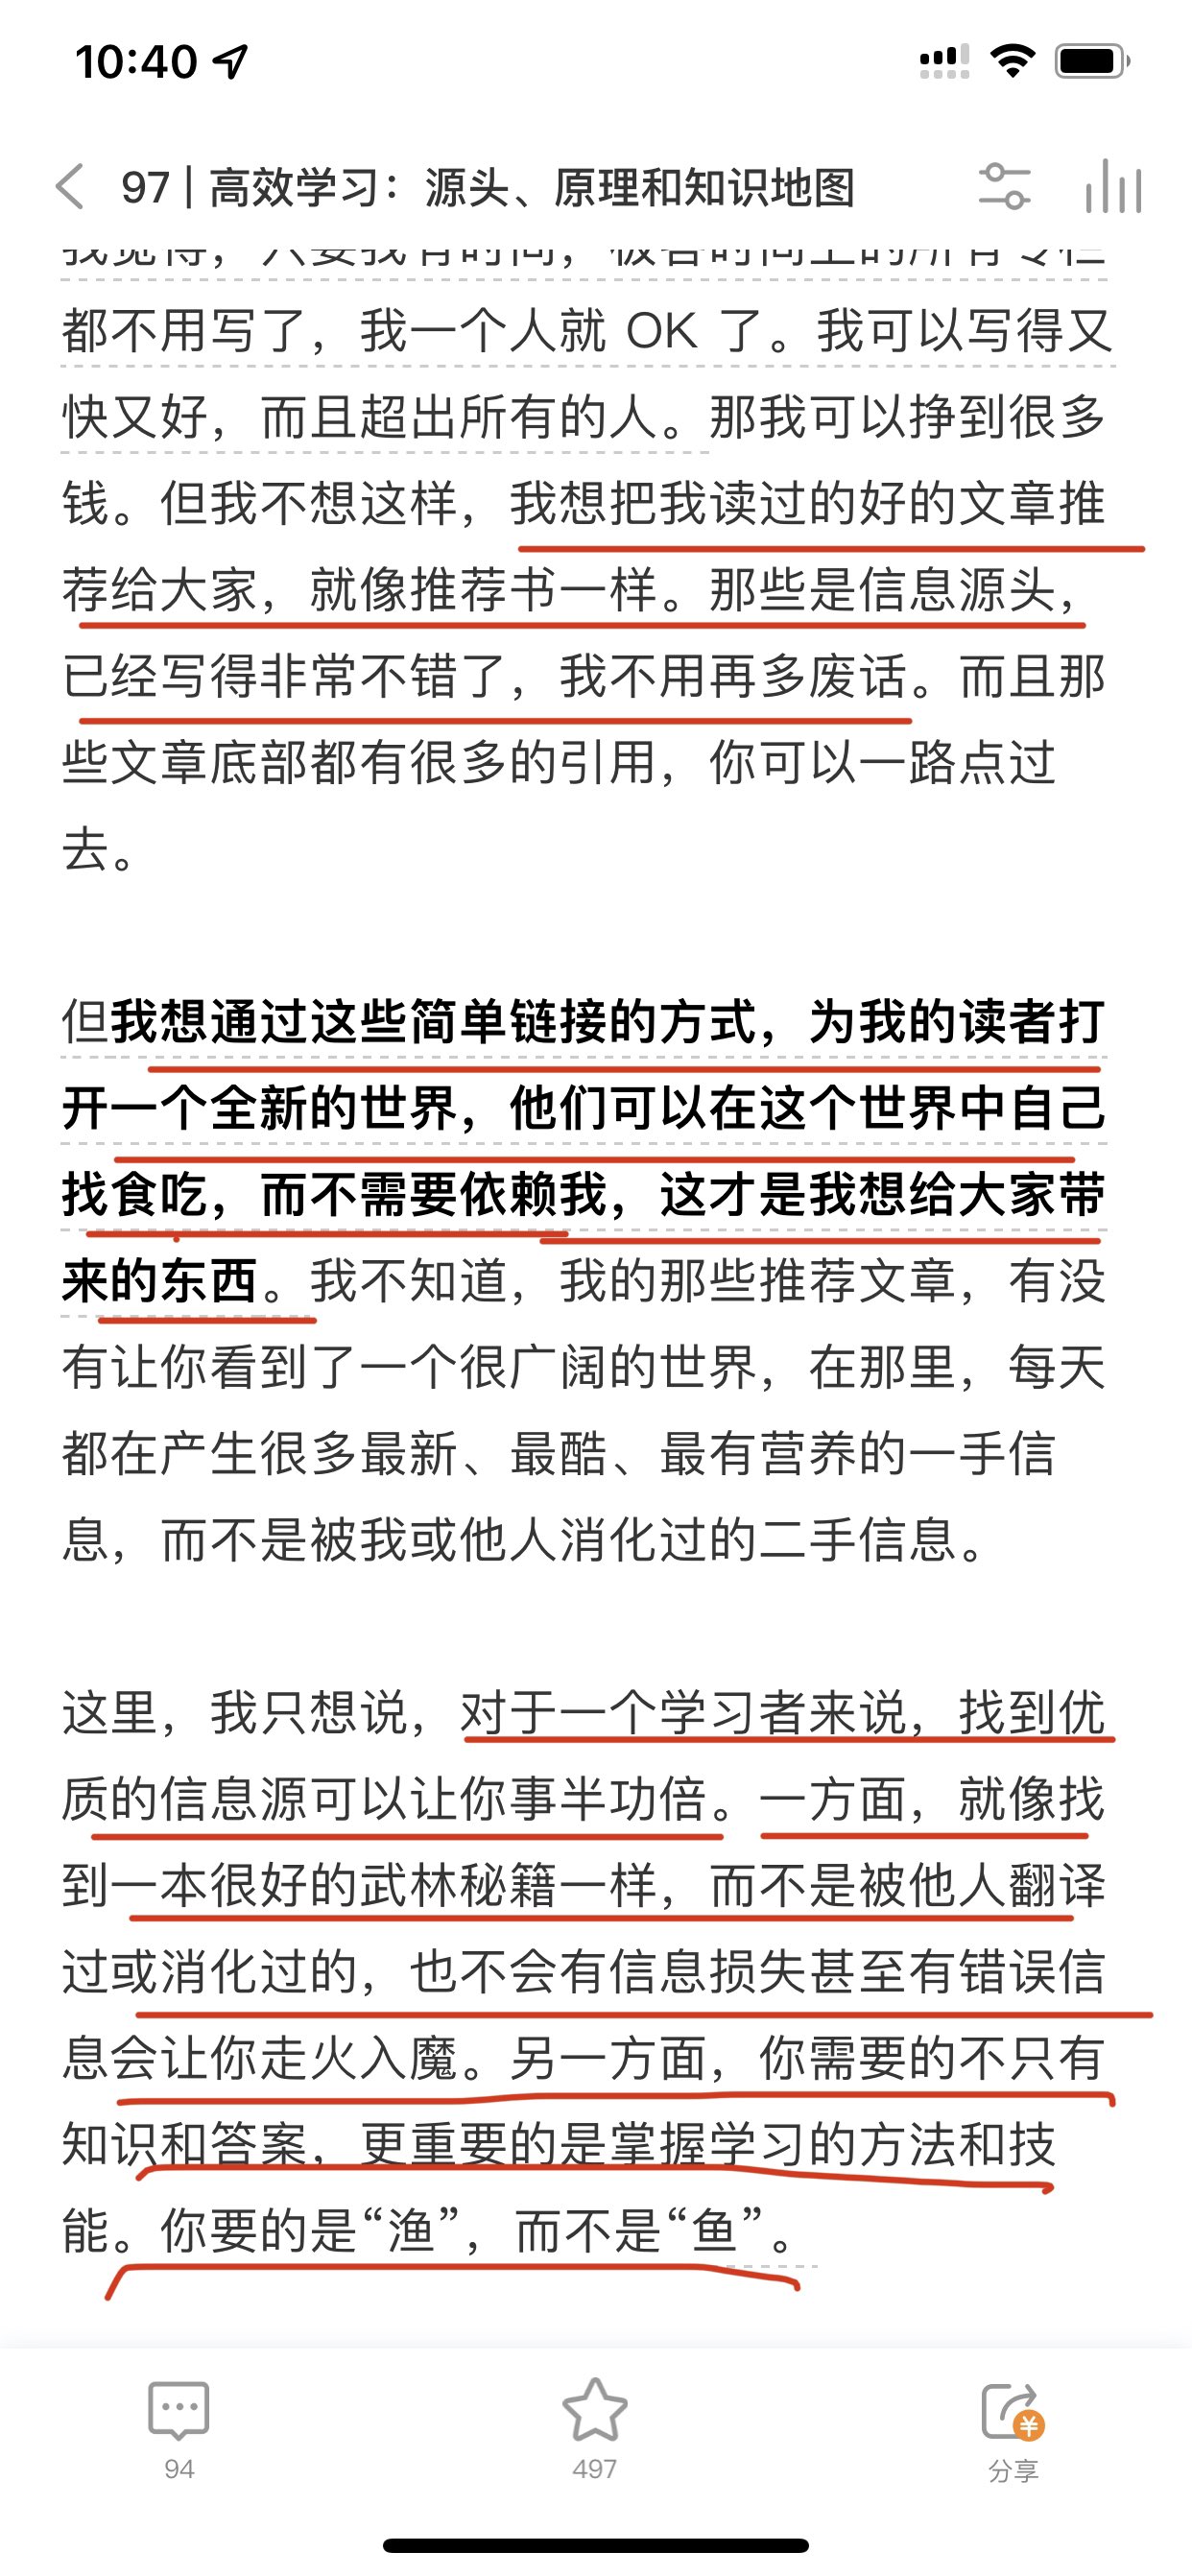 10:40
97 | 高效学习：源头、原理和知识地图
我觉得，只要我有时间，极客时间上的所有专栏
都不用写了，我一个人就 OK 了。我可以写得又
快又好，而且超出所有的人。那我可以挣到很多
钱。但我不想这样，我想把我读过的好的文章推
荐给大家，就像推荐书一样。那些是信息源头，
已经写得非常不错了，我不用再多废话。而且那
些文章底部都有很多的引用，你可以一路点过
去。
但我想通过这些简单链接的方式，为我的读者打
开一个全新的世界，他们可以在这个世界中自己
找食吃，而不需要依赖我，这才是我想给大家带
来的东西。我不知道，我的那些推荐文章，有没
有让你看到了一个很广阔的世界，在那里，每天
都在产生很多最新、最酷、最有营养的一手信
息，而不是被我或他人消化过的二手信息。
这里，我只想说，对于一个学习者来说，找到优
质的信息源可以让你事半功倍。一方面，就像找
到一本很好的武林秘籍一样，而不是被他人翻译
过或消化过的，也不会有信息损失甚至有错误信
息会让你走火入魔。另一方面，你需要的不只有
知识和答案，更重要的是掌握学习的方法和技
能。你要的是“渔”，而不是“鱼”。
94
497
¥
分享